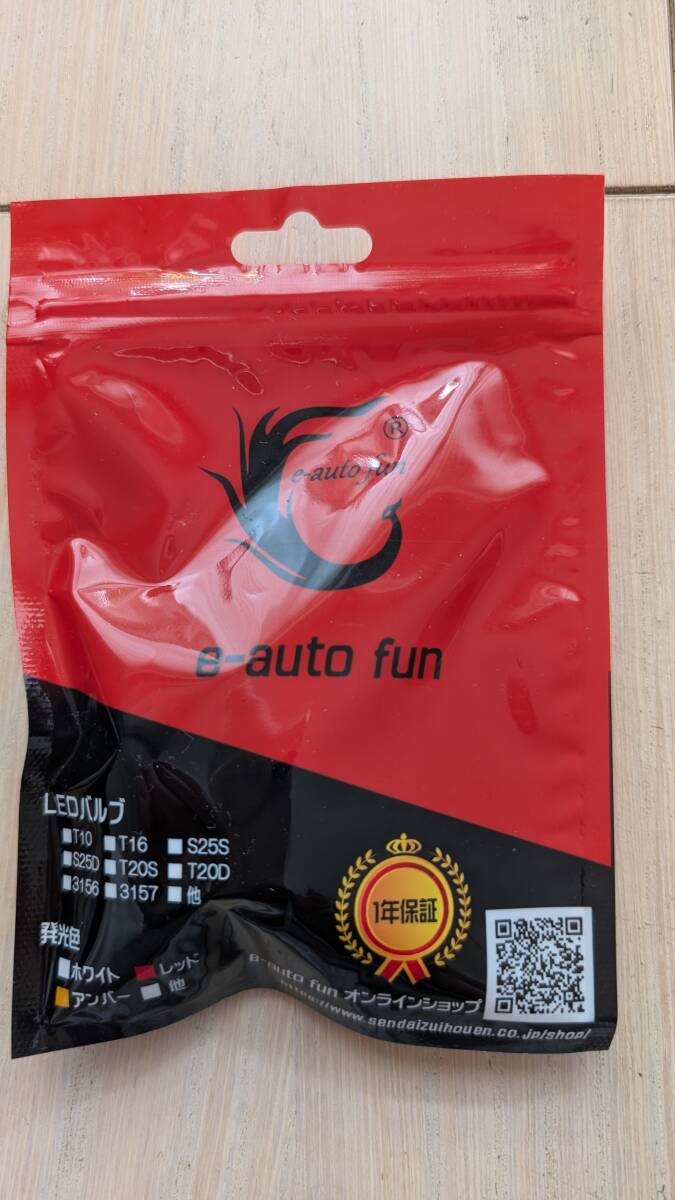 ®
e-auto fun
e-auto fun
LEDバルブ
T10 T16 S25S
S25D T20S T20D
3156 3157 他
発光色
ホワイト レッド
アンバー 他
1年保証
e-auto fun オンラインショップ
https://www.sendaizuihouen.co.jp/shop/